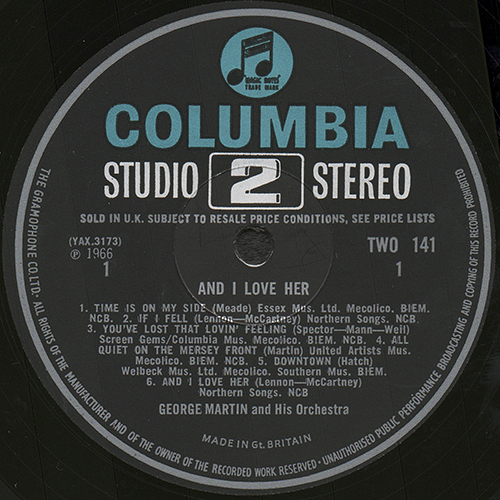 MAGIC NOTES
TRADE MARK
COLUMBIA
STUDIO 2 STEREO
SOLD IN U.K. SUBJECT TO RESALE PRICE CONDITIONS, SEE PRICE LISTS
(YAX.3173)
TWO 141
℗ 1966
1
1
AND I LOVE HER
1. TIME IS ON MY SIDE (Meade) Essex Mus. Ltd. Mecolico. BIEM.
NCB. 2. IF I FELL (Lennon—McCartney) Northern Songs. NCB
3. YOU'VE LOST THAT LOVIN' FEELING (Spector—Mann—Weil)
Screen Gems/Columbia Mus. Mecolico. BIEM. NCB. 4. ALL
QUIET ON THE MERSEY FRONT (Martin) United Artists Mus.
Mecolico. BIEM. NCB. 5. DOWNTOWN (Hatch)
Welbeck Mus. Ltd. Mecolico. Southern Mus. BIEM.
6. AND I LOVE HER (Lennon—McCartney)
Northern Songs. NCB
GEORGE MARTIN and His Orchestra
MADE IN Gt. BRITAIN
THE GRAMOPHONE CO. LTD. ALL RIGHTS OF THE MANUFACTURER AND OF THE OWNER OF THE RECORDED WORK RESERVED · UNAUTHORISED PUBLIC PERFORMANCE BROADCASTING AND COPYING OF THIS RECORD PROHIBITED